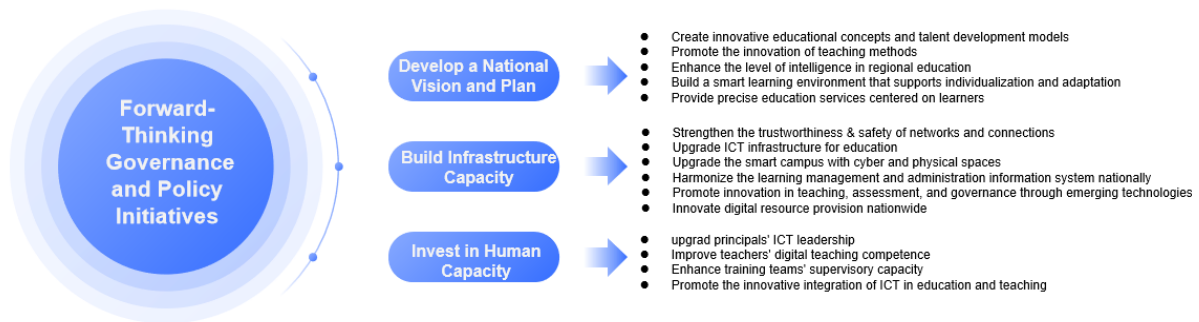 Forward-
Thinking
Governance
and Policy
Initiatives
Develop a National
Vision and Plan
Create innovative educational concepts and talent development models
Promote the innovation of teaching methods
Enhance the level of intelligence in regional education
Build a smart learning environment that supports individualization and adaptation
Provide precise education services centered on learners
Build Infrastructure
Capacity
Strengthen the trustworthiness & safety of networks and connections
Upgrade ICT infrastructure for education
Upgrade the smart campus with cyber and physical spaces
Harmonize the learning management and administration information system nationally
Promote innovation in teaching, assessment, and governance through emerging technologies
Innovate digital resource provision nationwide
Invest in Human
Capacity
upgrad principals' ICT leadership
Improve teachers' digital teaching competence
Enhance training teams' supervisory capacity
Promote the innovative integration of ICT in education and teaching